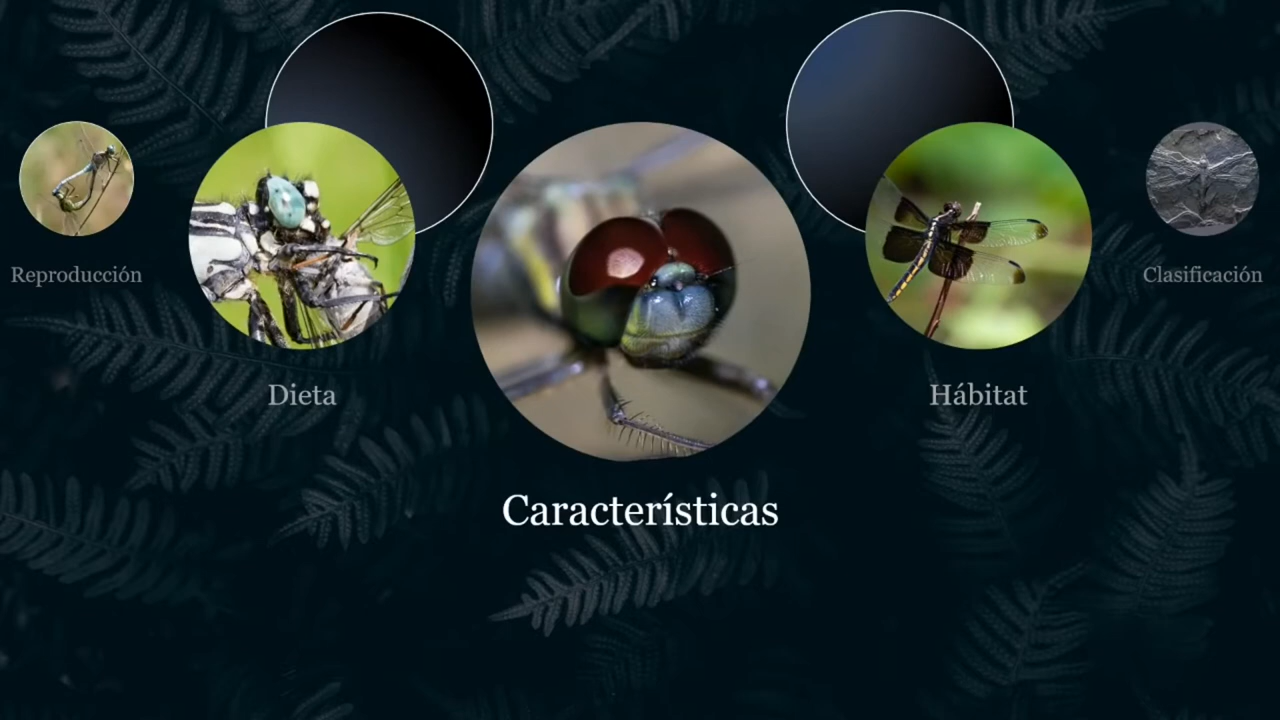 Reproducción
Dieta
Características
Hábitat
Clasificación